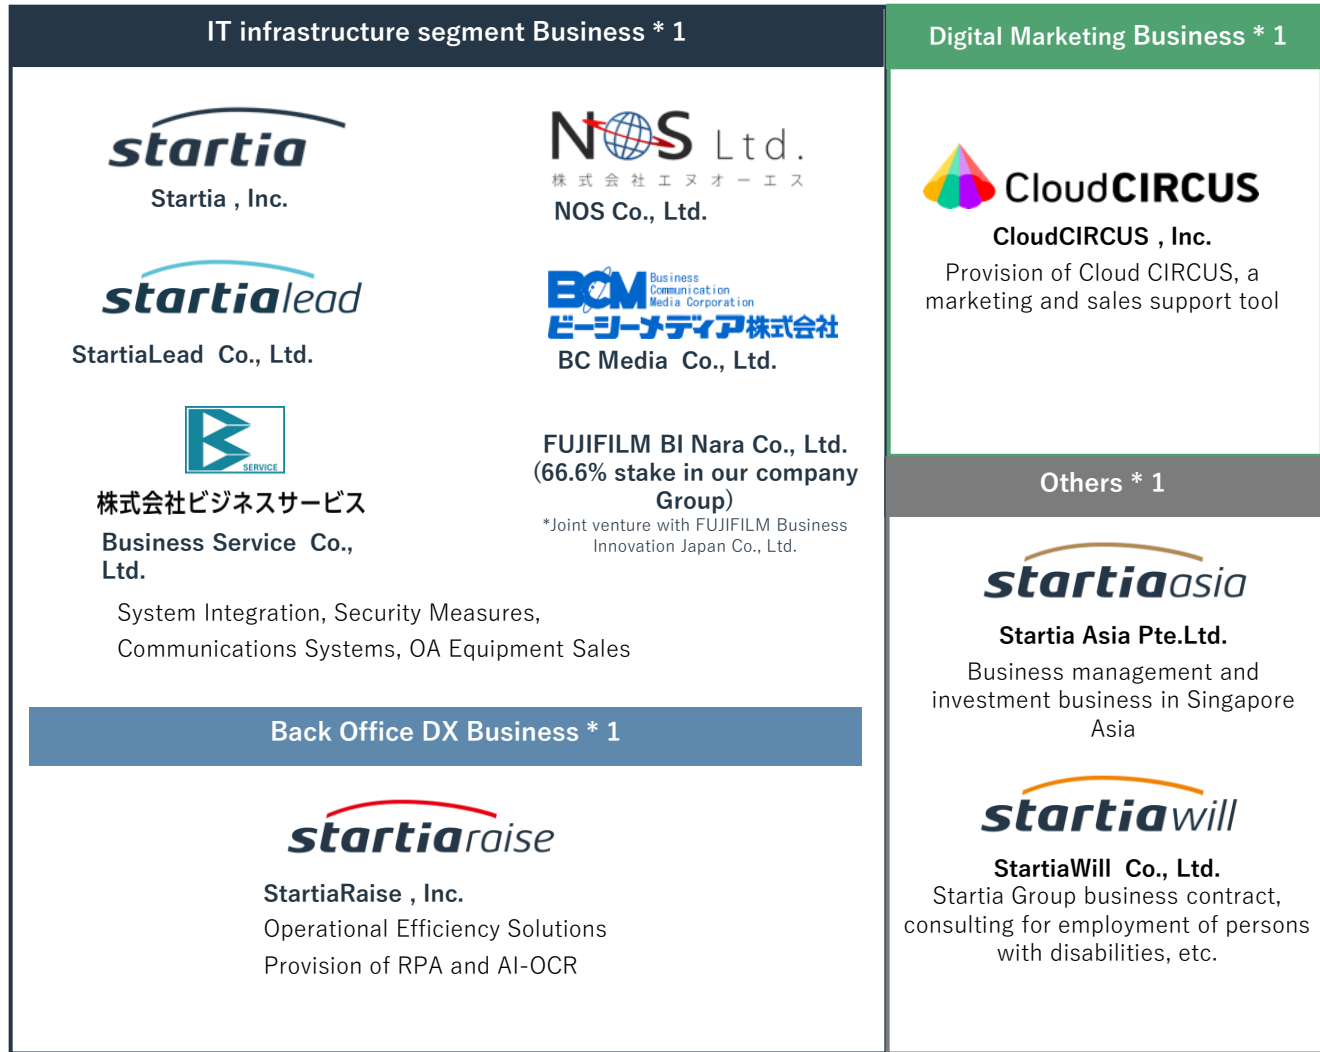 IT infrastructure segment Business * 1
startia
Startia , Inc.
NOS Ltd.
株式会社エヌオーエス
NOS Co., Ltd.
startialead
StartiaLead Co., Ltd.
BCM
Business
Communication
Media Corporation
ビーシーメディア株式会社
BC Media Co., Ltd.
B
SERVICE
株式会社ビジネスサービス
Business Service Co.,
Ltd.
FUJIFILM BI Nara Co., Ltd.
(66.6% stake in our company
Group)
*Joint venture with FUJIFILM Business
Innovation Japan Co., Ltd.
System Integration, Security Measures,
Communications Systems, OA Equipment Sales
Back Office DX Business * 1
startiaraise
StartiaRaise , Inc.
Operational Efficiency Solutions
Provision of RPA and AI-OCR
Digital Marketing Business * 1
CloudCIRCUS
CloudCIRCUS , Inc.
Provision of Cloud CIRCUS, a
marketing and sales support tool
Others * 1
startiaasia
Startia Asia Pte.Ltd.
Business management and
investment business in Singapore
Asia
startiawill
StartiaWill Co., Ltd.
Startia Group business contract,
consulting for employment of persons
with disabilities, etc.